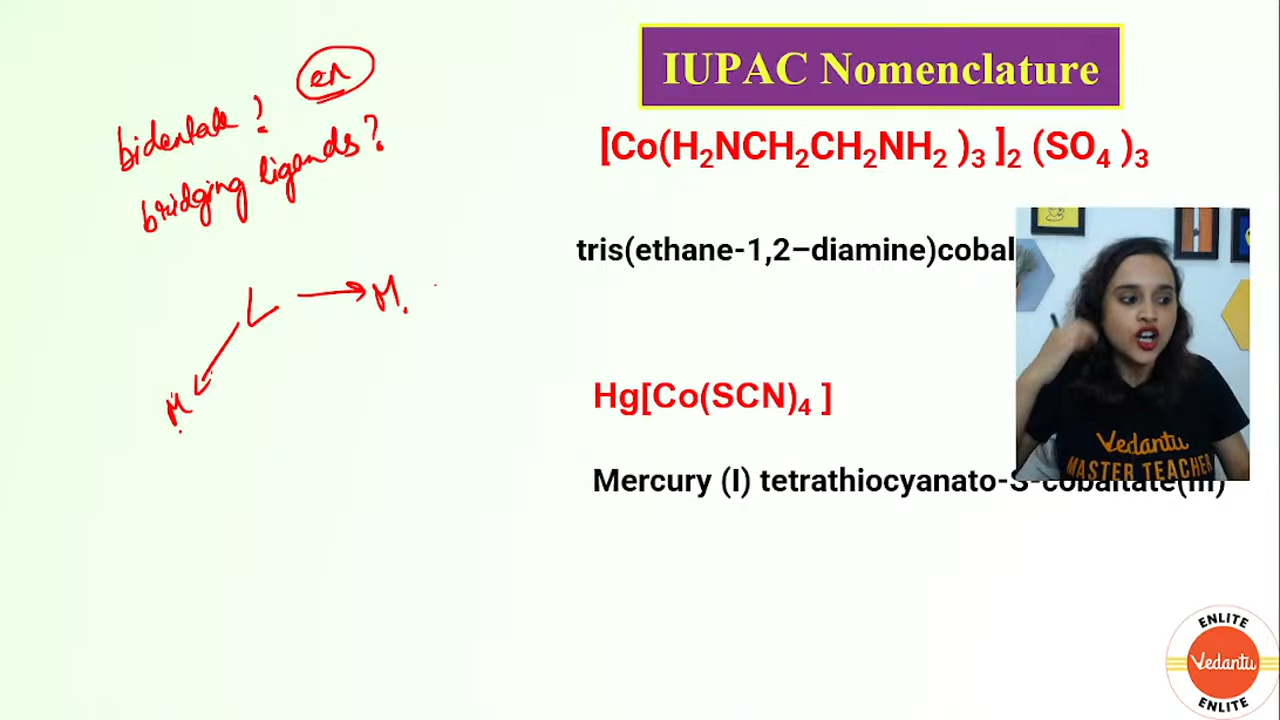 en
bidentate ?
bridging ligands ?
L → M
M
IUPAC Nomenclature
[Co(H₂NCH₂CH₂NH₂ )₃ ]₂ (SO₄ )₃
tris(ethane-1,2–diamine)cobal
Hg[Co(SCN)₄ ]
Mercury (I) tetrathiocyanato-S-cobaltate(III)
Vedantu
MASTER TEACHER
ENLITE
Vedantu
ENLITE